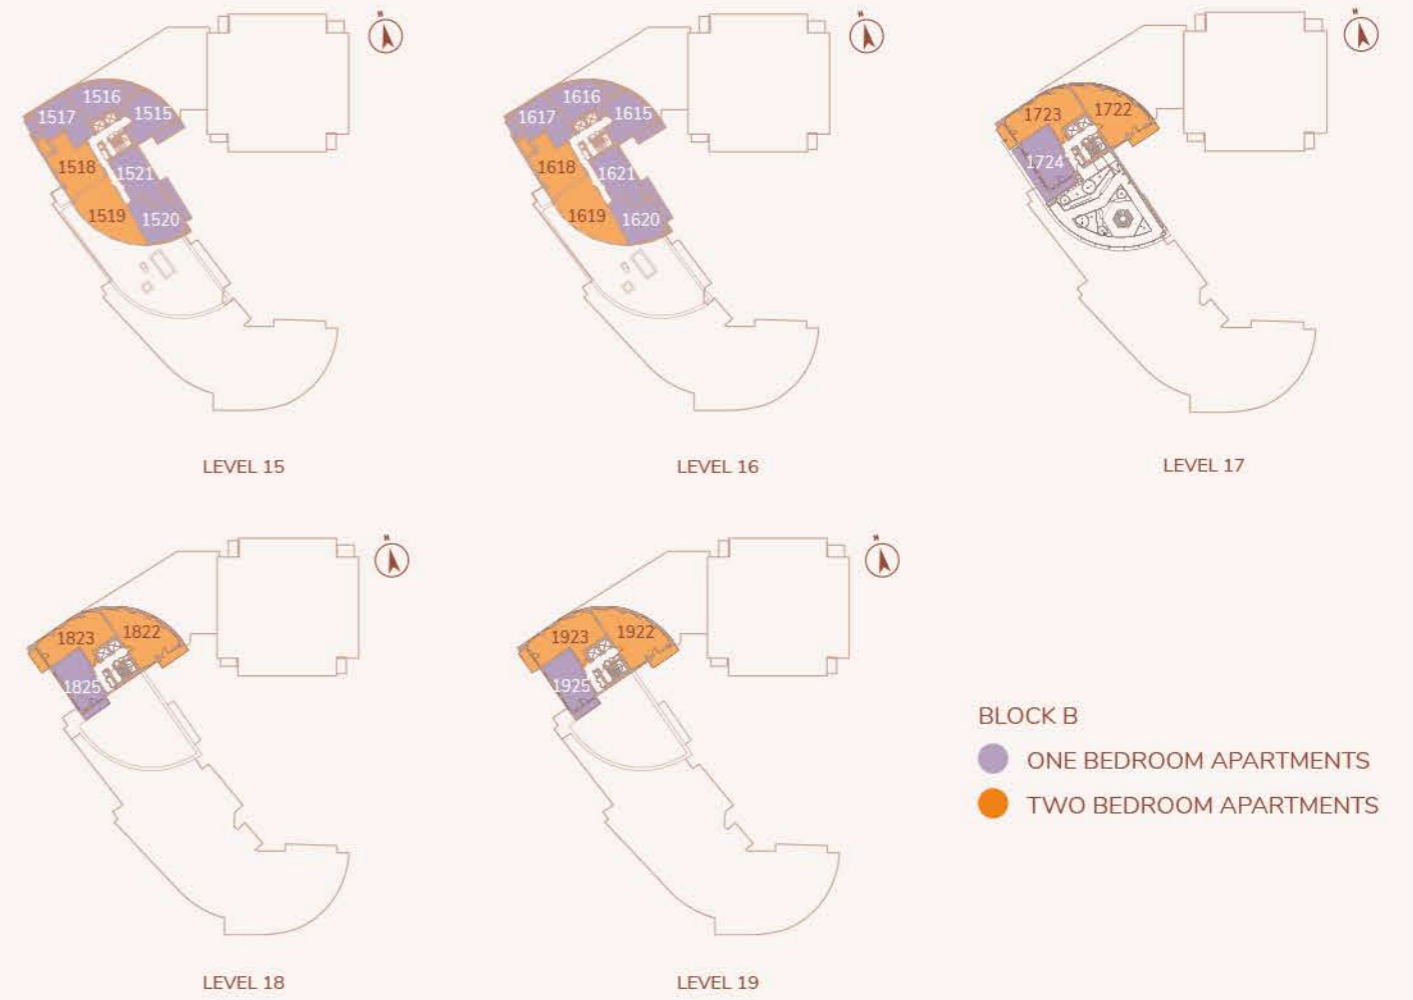 N
1516
1517
1515
1518
1521
1519
1520
LEVEL 15
N
1616
1617
1615
1618
1621
1619
1620
LEVEL 16
N
1723
1722
1724
LEVEL 17
N
1823
1822
1825
LEVEL 18
N
1923
1922
1925
LEVEL 19
BLOCK B
ONE BEDROOM APARTMENTS
TWO BEDROOM APARTMENTS